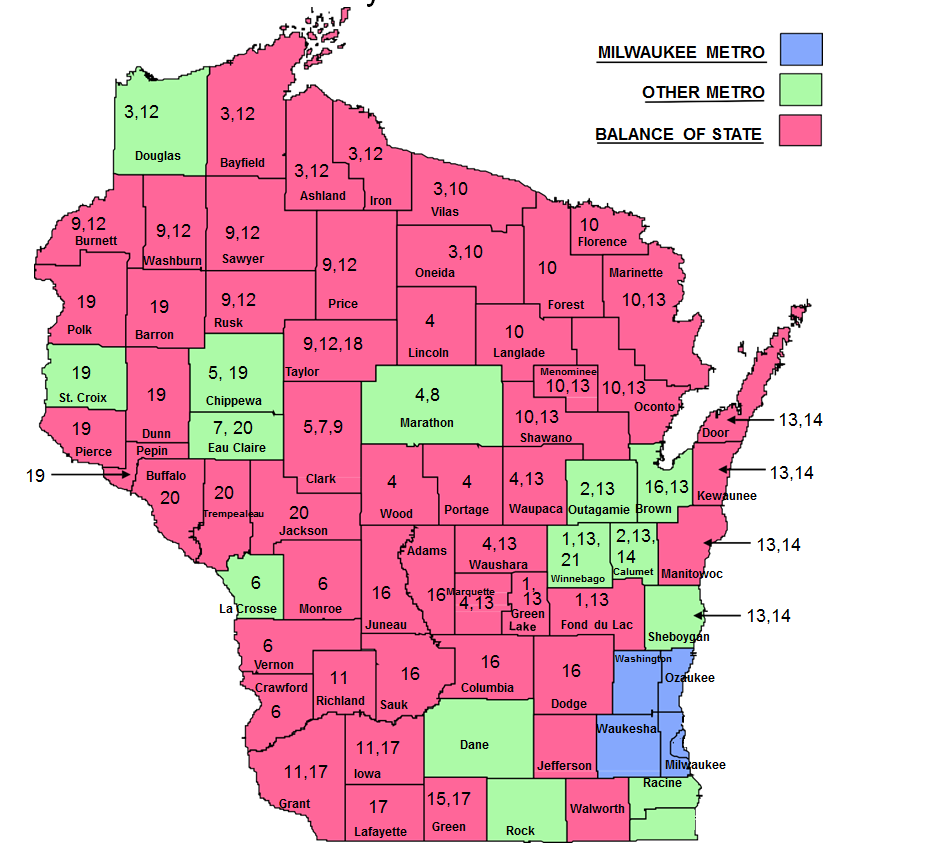 MILWAUKEE METRO
OTHER METRO
BALANCE OF STATE
3,12
Douglas
3,12
Bayfield
3,12
Ashland
3,12
Iron
3,10
Vilas
9,12
Burnett
9,12
Washburn
9,12
Sawyer
9,12
Price
3,10
Oneida
10
Forest
10
Florence
Marinette
10,13
19
Polk
19
Barron
9,12
Rusk
9,12,18
Taylor
4
Lincoln
10
Langlade
Menominee
10,13
10,13
Oconto
19
St. Croix
19
Dunn
5, 19
Chippewa
4,8
Marathon
10,13
Shawano
19
Pierce
Pepin
19
7, 20
Eau Claire
5,7,9
Clark
Door
13,14
13,14
Kewaunee
Buffalo
20
20
Trempealeau
20
Jackson
4
Wood
4
Portage
4,13
Waupaca
2,13
Outagamie
16,13
Brown
6
La Crosse
6
Monroe
16
Juneau
Adams
16
4,13
Waushara
1,13,
21
Winnebago
2,13,
14
Calumet
13,14
Manitowoc
Marquette
4,13
1,
13
Green
Lake
1,13
Fond du Lac
13,14
Sheboygan
6
Vernon
Crawford
6
11
Richland
16
Sauk
16
Columbia
16
Dodge
Washington
Ozaukee
11,17
Grant
11,17
Iowa
Dane
Jefferson
Waukesha
Milwaukee
17
Lafayette
15,17
Green
Rock
Walworth
Racine